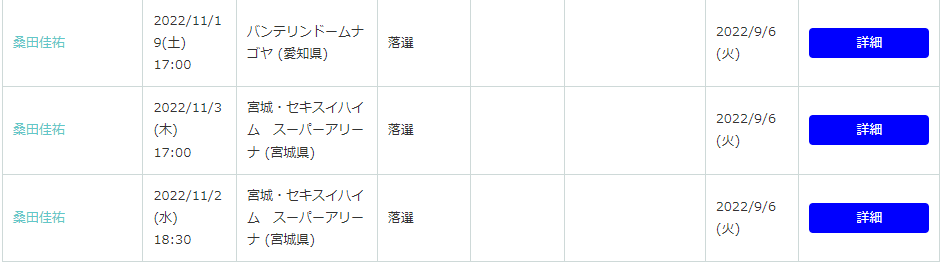 桑田佳祐
2022/11/1
9(土)
17:00
バンテリンドームナ
ゴヤ (愛知県)
落選
2022/9/6
(火)
詳細
桑田佳祐
2022/11/3
(木)
17:00
宮城・セキスイハイ
ム　スーパーアリー
ナ (宮城県)
落選
2022/9/6
(火)
詳細
桑田佳祐
2022/11/2
(水)
18:30
宮城・セキスイハイ
ム　スーパーアリー
ナ (宮城県)
落選
2022/9/6
(火)
詳細